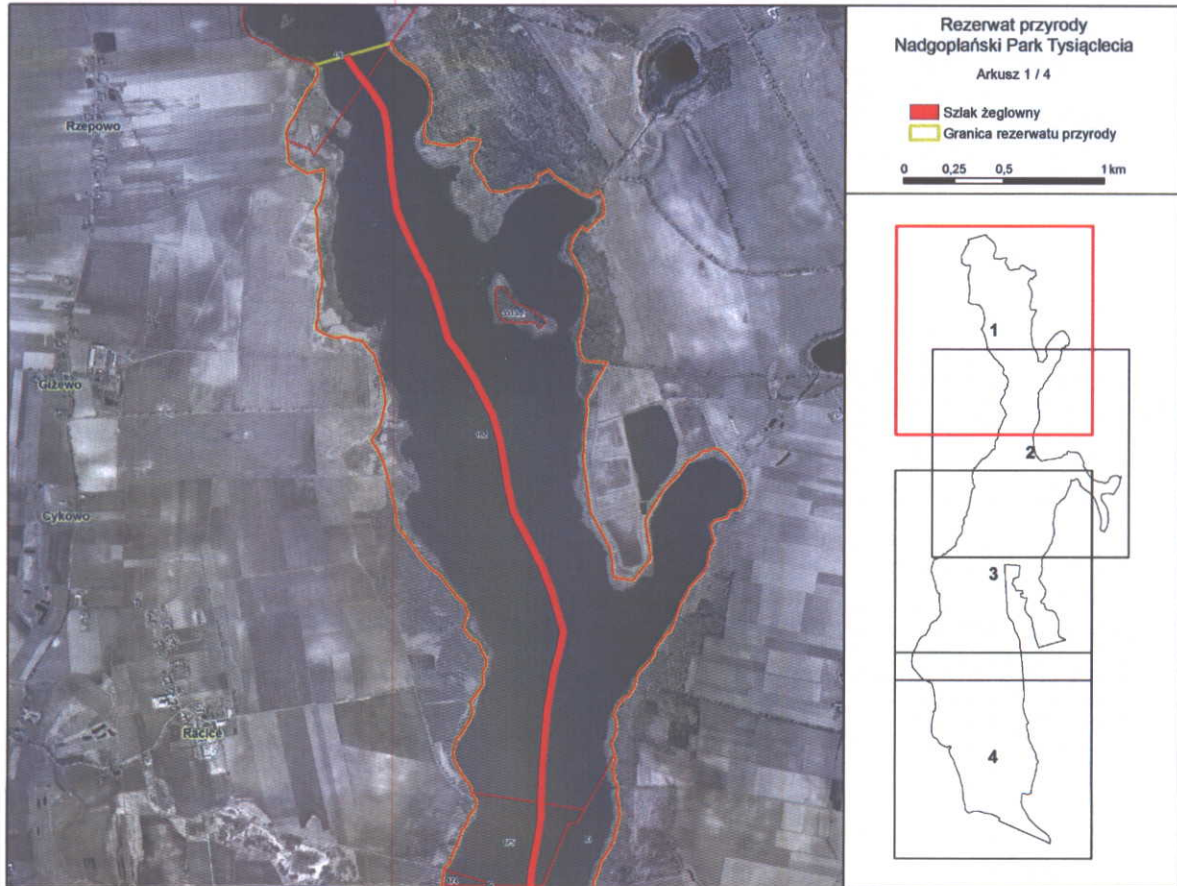 Rezerwat przyrody
Nadgoplański Park Tysiąclecia
Arkusz 1 / 4
Szlak żeglowny
Granica rezerwatu przyrody
0 0,25 0,5 1 km
Rzepowo
Giżewo
Cykowo
Racice
1
2
3
4